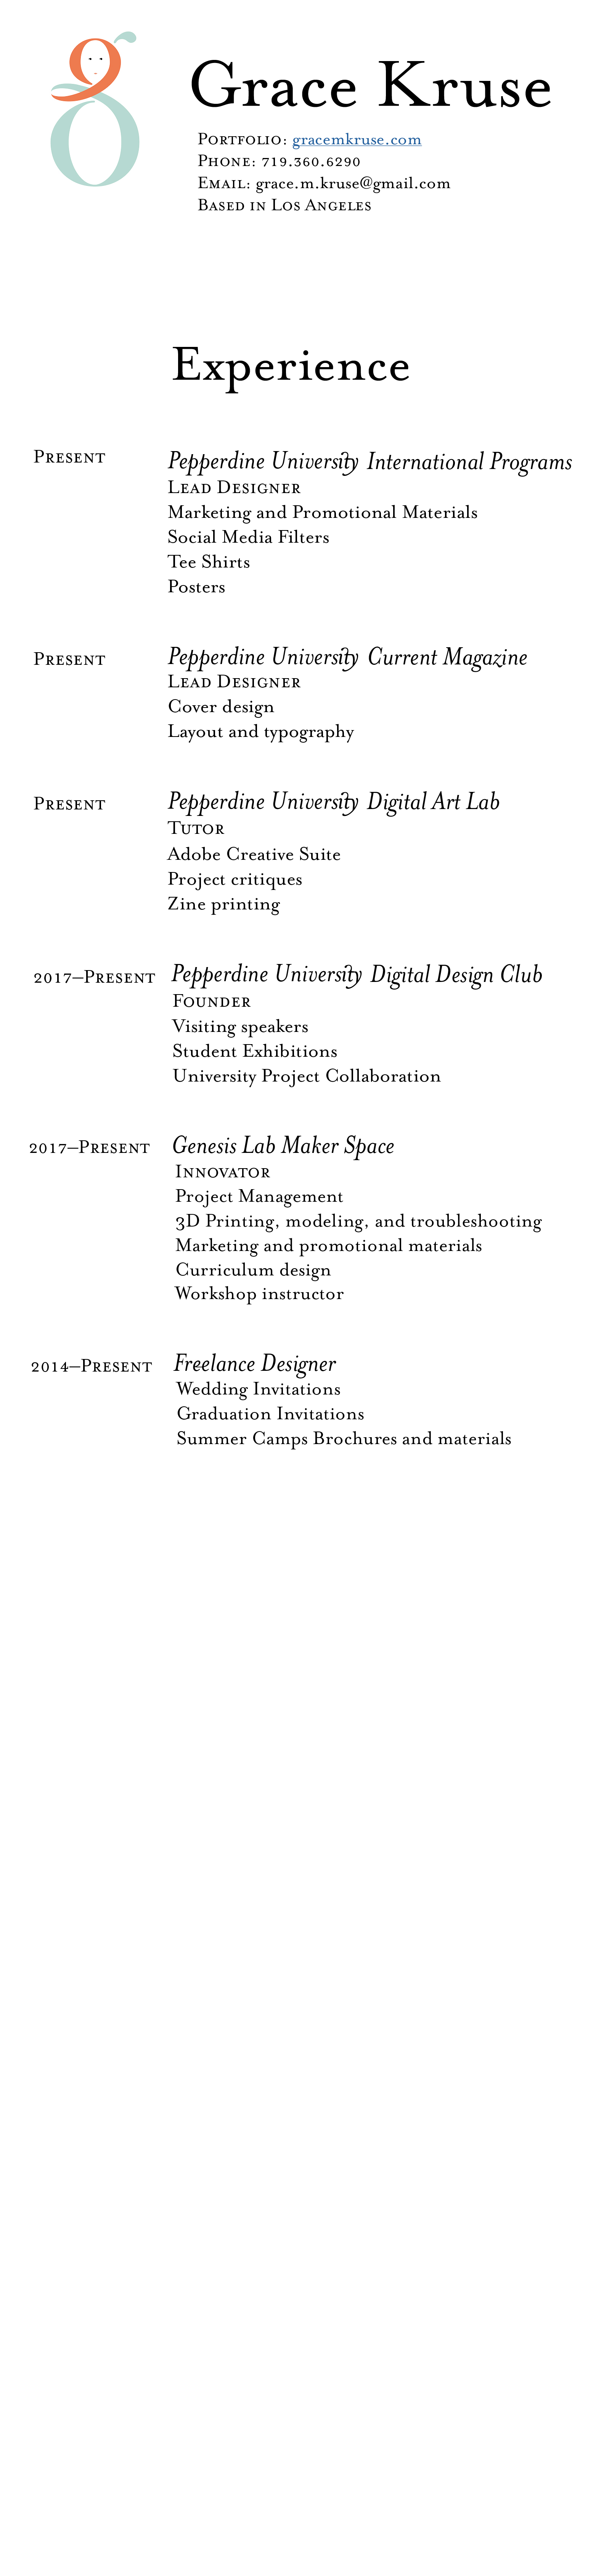 g
Grace Kruse
Portfolio: gracemkruse.com
Phone: 719.360.6290
Email: grace.m.kruse@gmail.com
Based in Los Angeles
Experience
Present
Pepperdine University International Programs
Lead Designer
Marketing and Promotional Materials
Social Media Filters
Tee Shirts
Posters
Present
Pepperdine University Current Magazine
Lead Designer
Cover design
Layout and typography
Present
Pepperdine University Digital Art Lab
Tutor
Adobe Creative Suite
Project critiques
Zine printing
2017–Present
Pepperdine University Digital Design Club
Founder
Visiting speakers
Student Exhibitions
University Project Collaboration
2017–Present
Genesis Lab Maker Space
Innovator
Project Management
3D Printing, modeling, and troubleshooting
Marketing and promotional materials
Curriculum design
Workshop instructor
2014–Present
Freelance Designer
Wedding Invitations
Graduation Invitations
Summer Camps Brochures and materials